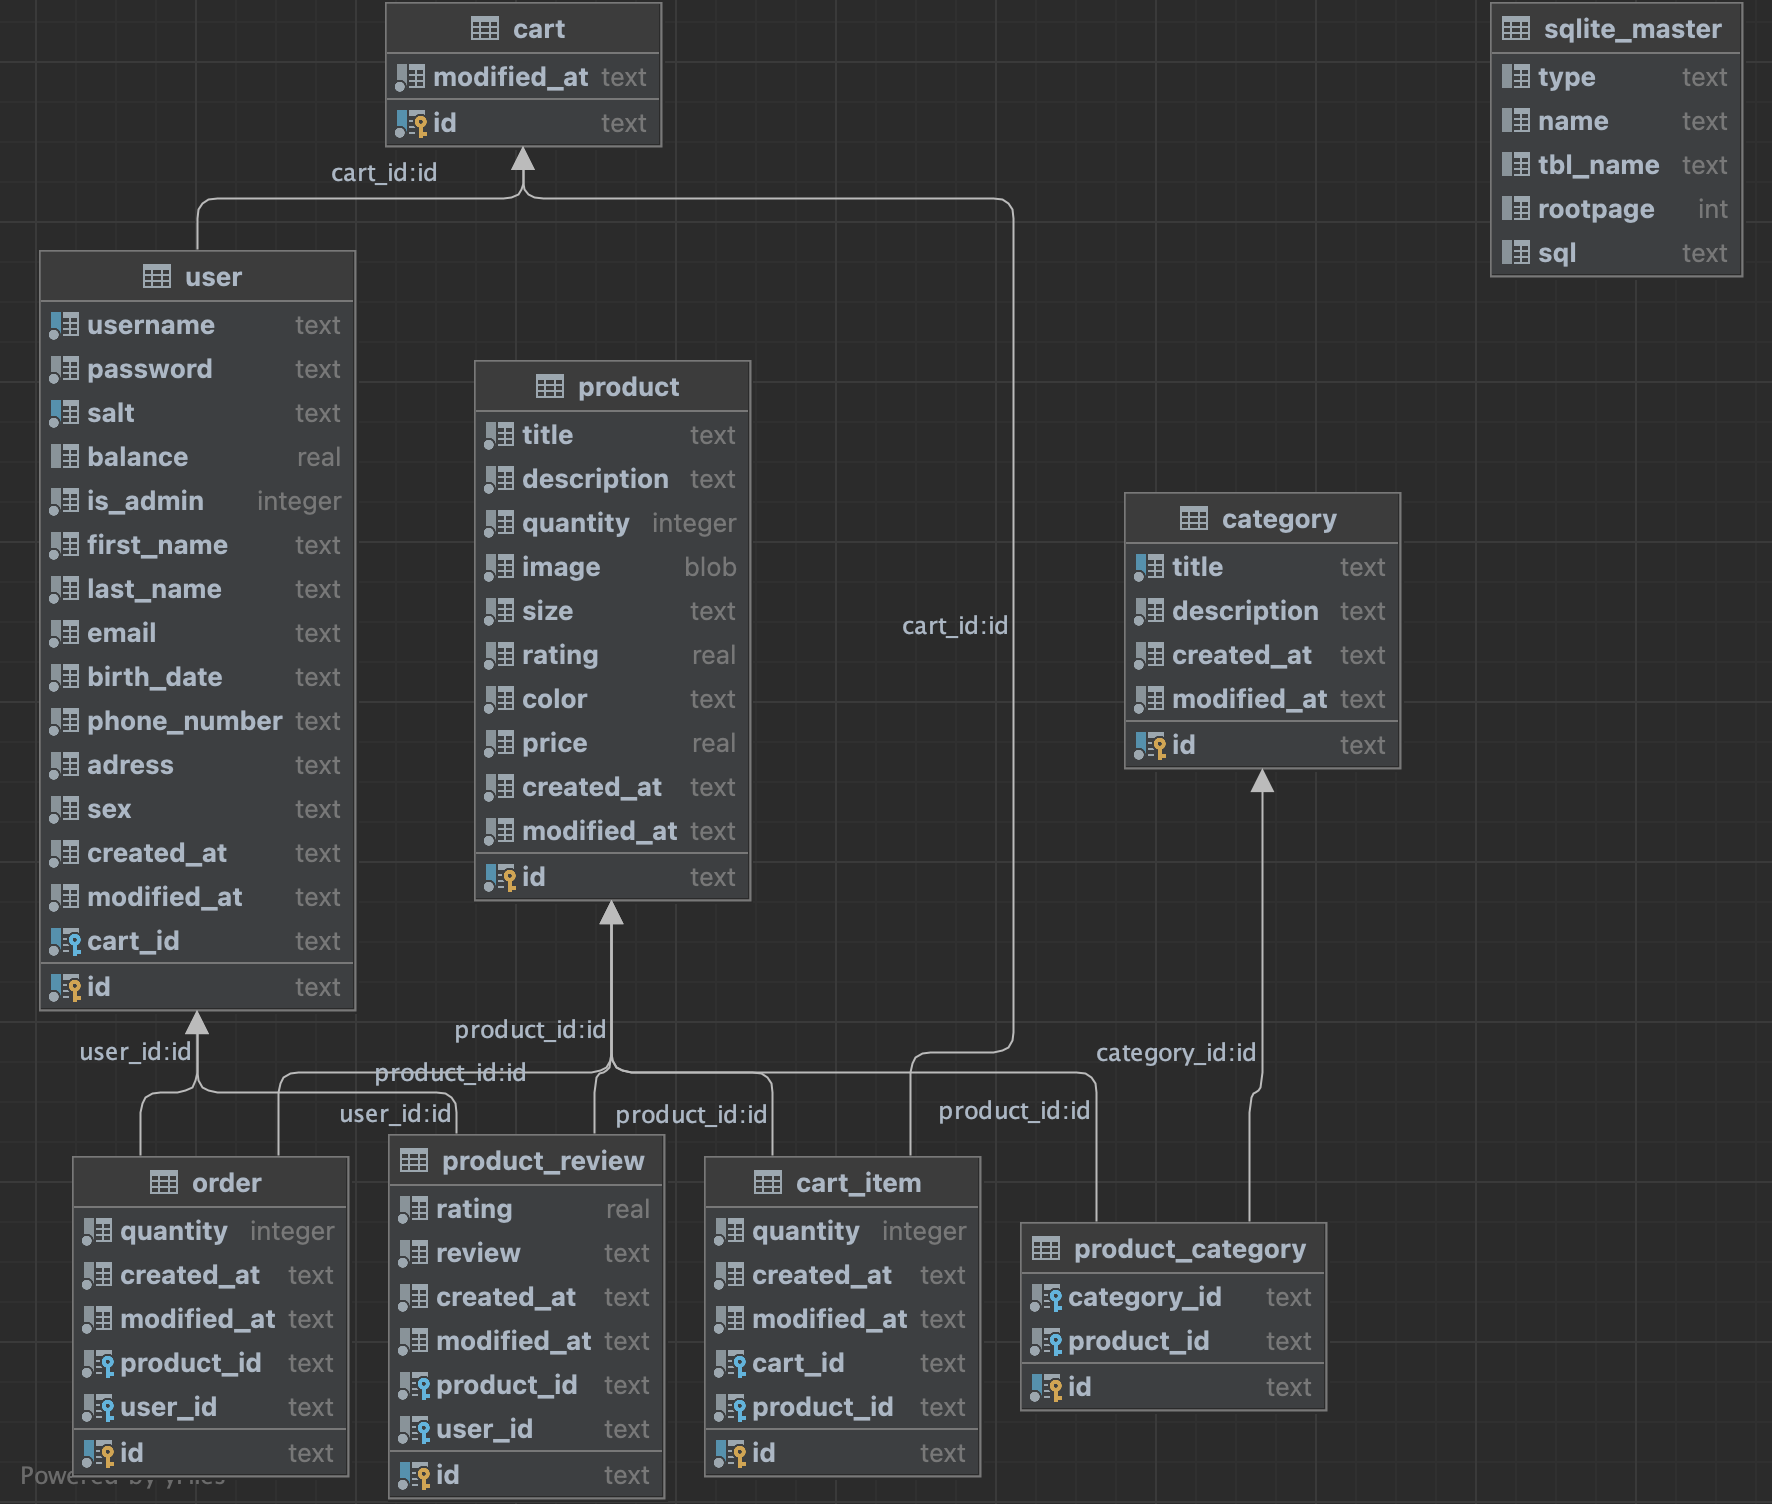 cart
modified_at text
id text
sqlite_master
type text
name text
tbl_name text
rootpage int
sql text
cart_id:id
user
username text
password text
salt text
balance real
is_admin integer
first_name text
last_name text
email text
birth_date text
phone_number text
adress text
sex text
created_at text
modified_at text
cart_id text
id text
product
title text
description text
quantity integer
image blob
size text
rating real
color text
price real
created_at text
modified_at text
id text
cart_id:id
category
title text
description text
created_at text
modified_at text
id text
user_id:id
product_id:id
product_id:id
user_id:id
product_id:id
product_id:id
category_id:id
order
quantity integer
created_at text
modified_at text
product_id text
user_id text
id text
product_review
rating real
review text
created_at text
modified_at text
product_id text
user_id text
id text
cart_item
quantity integer
created_at text
modified_at text
cart_id text
product_id text
id text
product_category
category_id text
product_id text
id text
Powered by yFiles